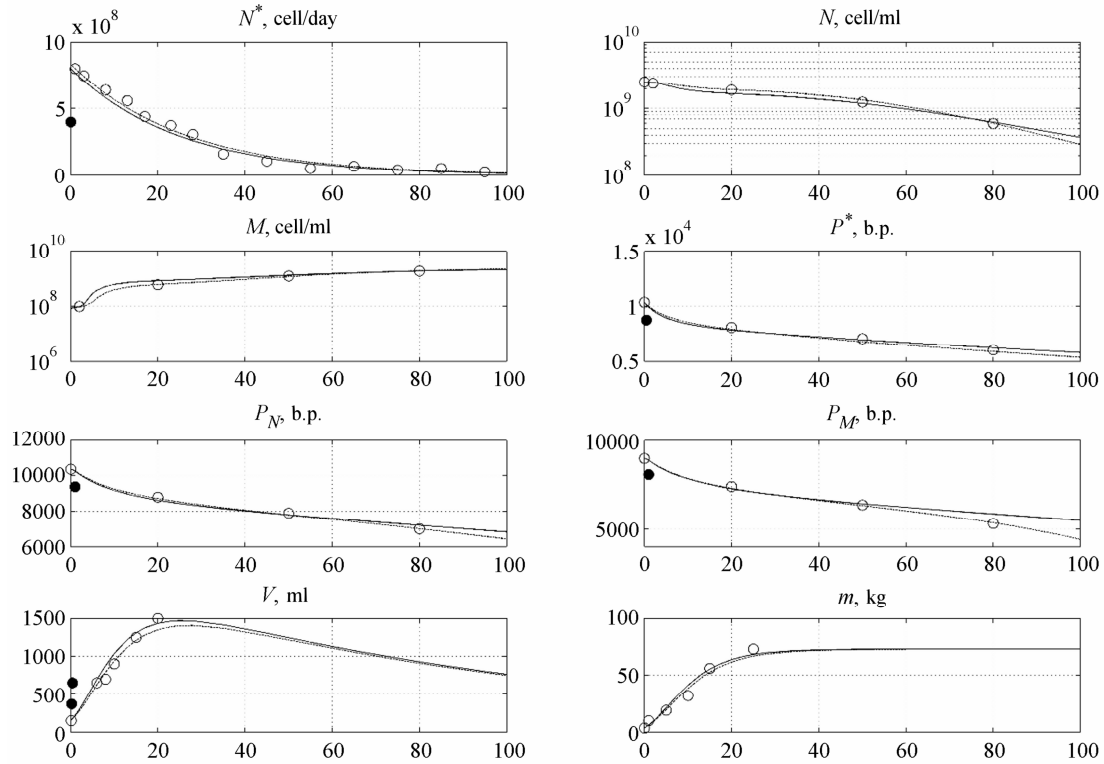 N*, cell/day
x 10^8
10
5
0
0 20 40 60 80 100
N, cell/ml
10^10
10^9
10^8
0 20 40 60 80 100
M, cell/ml
10^10
10^8
10^6
0 20 40 60 80 100
P*, b.p.
x 10^4
1.5
1
0.5
0 20 40 60 80 100
P_N, b.p.
12000
10000
8000
6000
0 20 40 60 80 100
P_M, b.p.
10000
5000
0 20 40 60 80 100
V, ml
1500
1000
500
0
0 20 40 60 80 100
m, kg
100
50
0
0 20 40 60 80 100